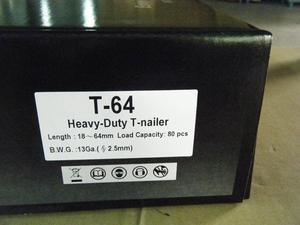 T-64
Heavy-Duty T-nailer
Length : 18～64mm Load Capacity: 80 pcs
B.W.G. :13Ga.( ∮ 2.5mm)